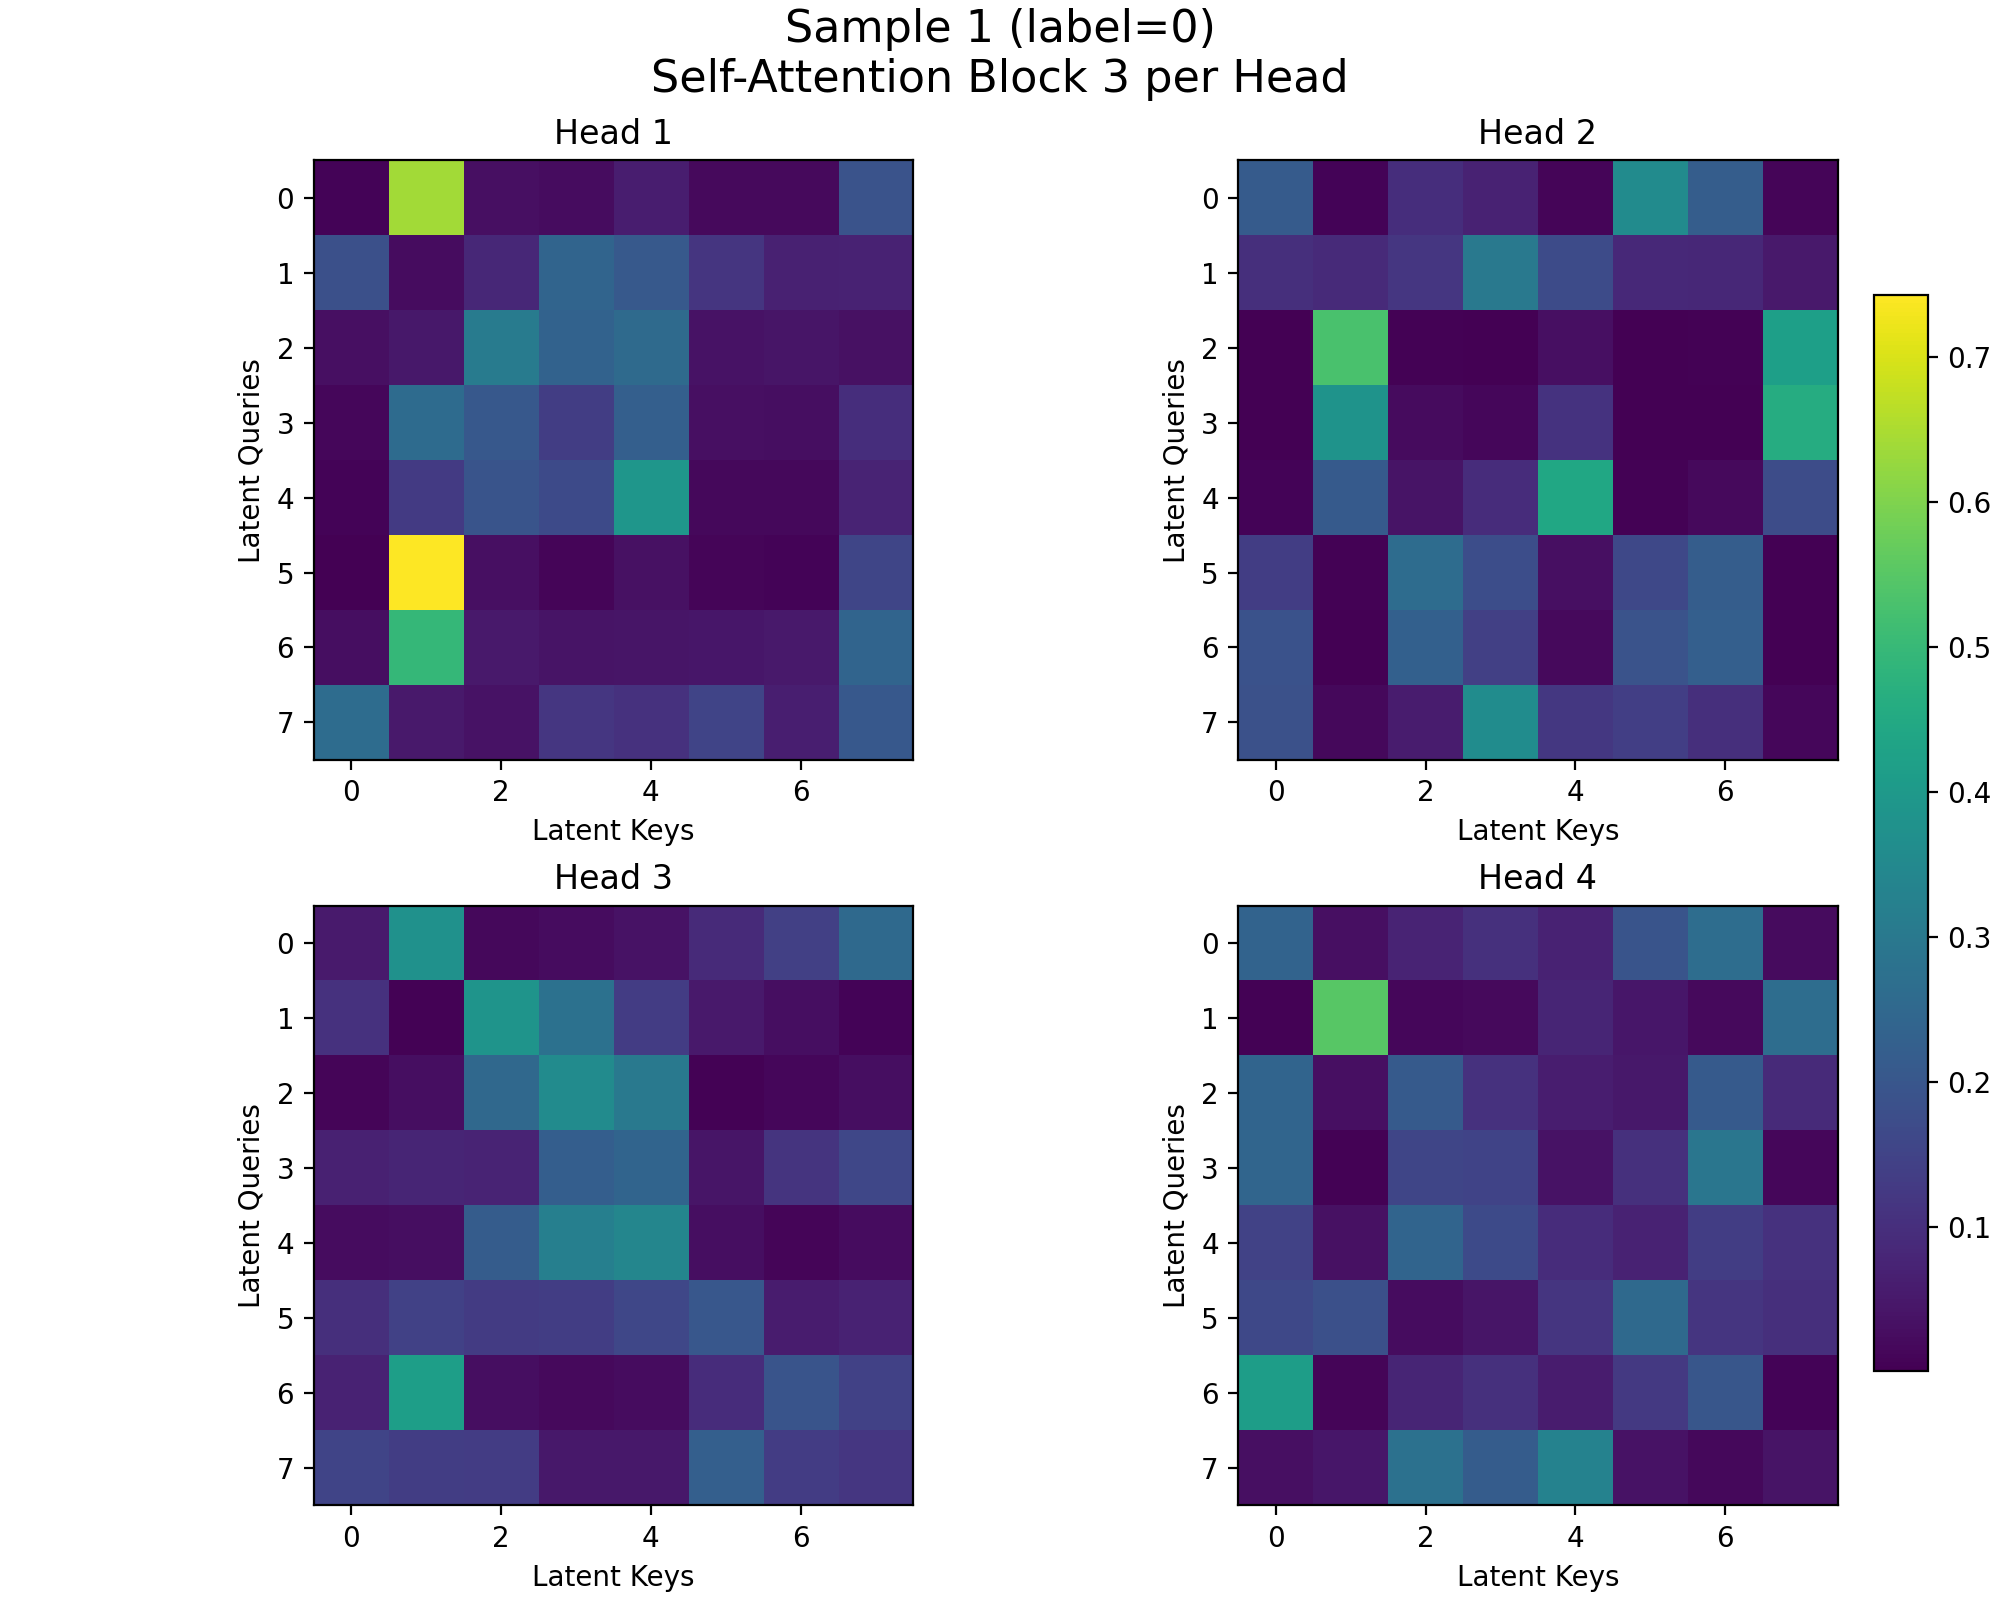 Sample 1 (label=0)
Self-Attention Block 3 per Head
Head 1
0
1
2
3
4
5
6
7
Latent Queries
0 2 4 6
Latent Keys
Head 2
0
1
2
3
4
5
6
7
Latent Queries
0 2 4 6
Latent Keys
Head 3
0
1
2
3
4
5
6
7
Latent Queries
0 2 4 6
Latent Keys
Head 4
0
1
2
3
4
5
6
7
Latent Queries
0 2 4 6
Latent Keys
0.7
0.6
0.5
0.4
0.3
0.2
0.1